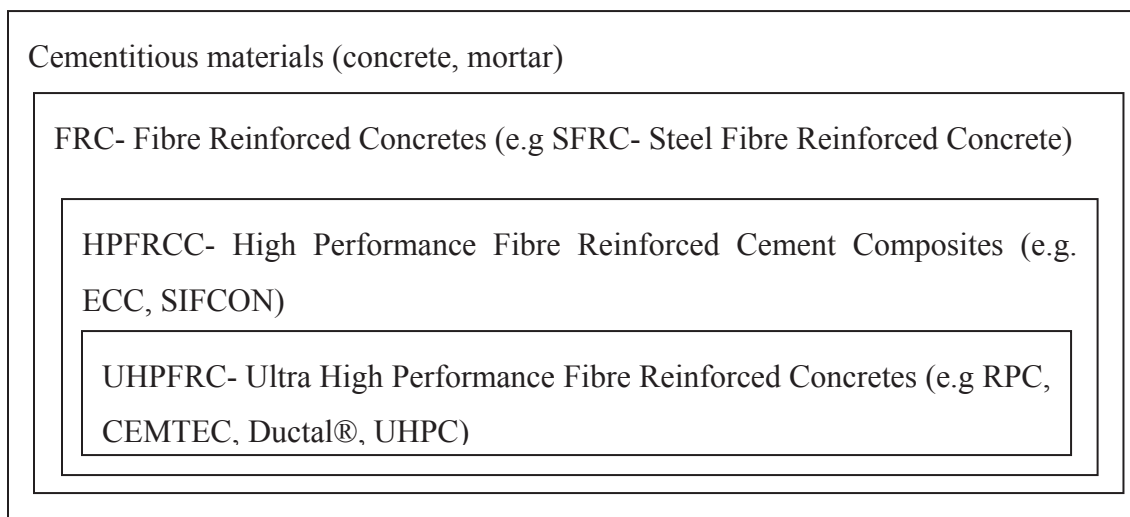 Cementitious materials (concrete, mortar)
FRC- Fibre Reinforced Concretes (e.g SFRC- Steel Fibre Reinforced Concrete)
HPFRCC- High Performance Fibre Reinforced Cement Composites (e.g.
ECC, SIFCON)
UHPFRC- Ultra High Performance Fibre Reinforced Concretes (e.g RPC,
CEMTEC, Ductal®, UHPC)